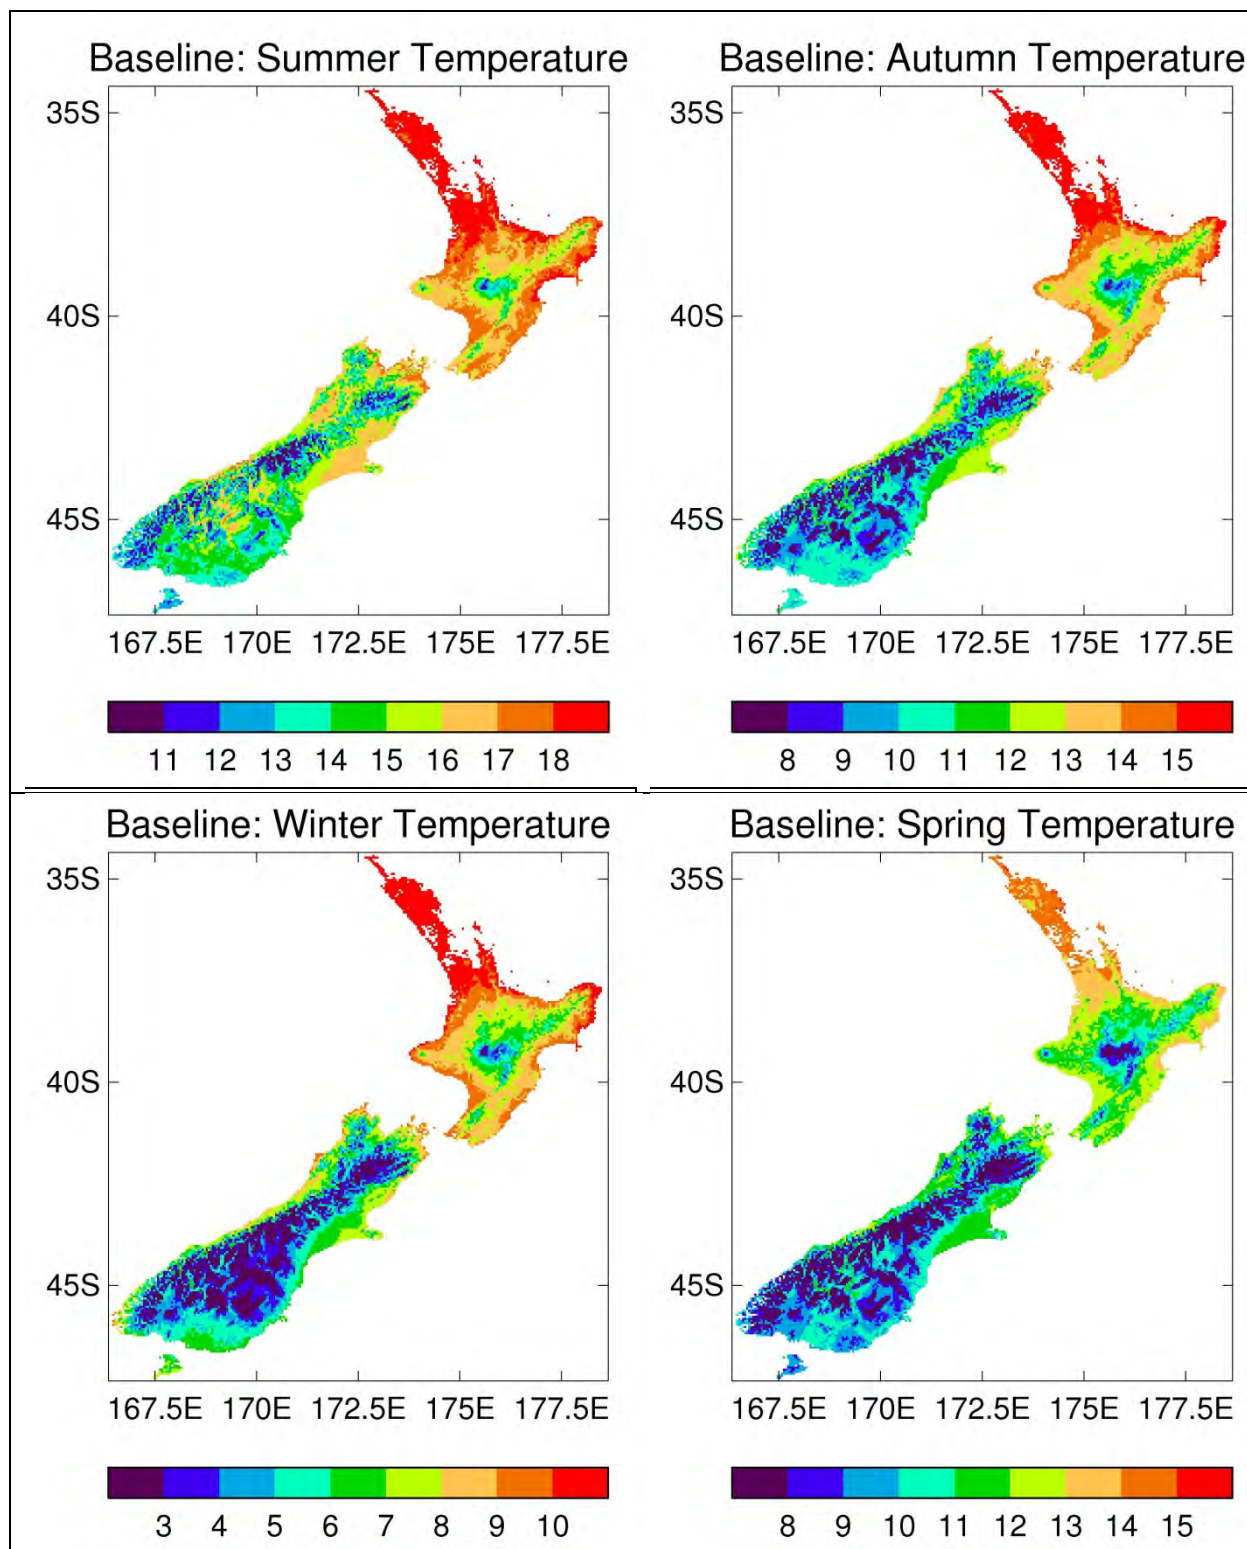 Baseline: Summer Temperature
35S
40S
45S
167.5E 170E 172.5E 175E 177.5E
11 12 13 14 15 16 17 18
Baseline: Autumn Temperature
35S
40S
45S
167.5E 170E 172.5E 175E 177.5E
8 9 10 11 12 13 14 15
Baseline: Winter Temperature
35S
40S
45S
167.5E 170E 172.5E 175E 177.5E
3 4 5 6 7 8 9 10
Baseline: Spring Temperature
35S
40S
45S
167.5E 170E 172.5E 175E 177.5E
8 9 10 11 12 13 14 15